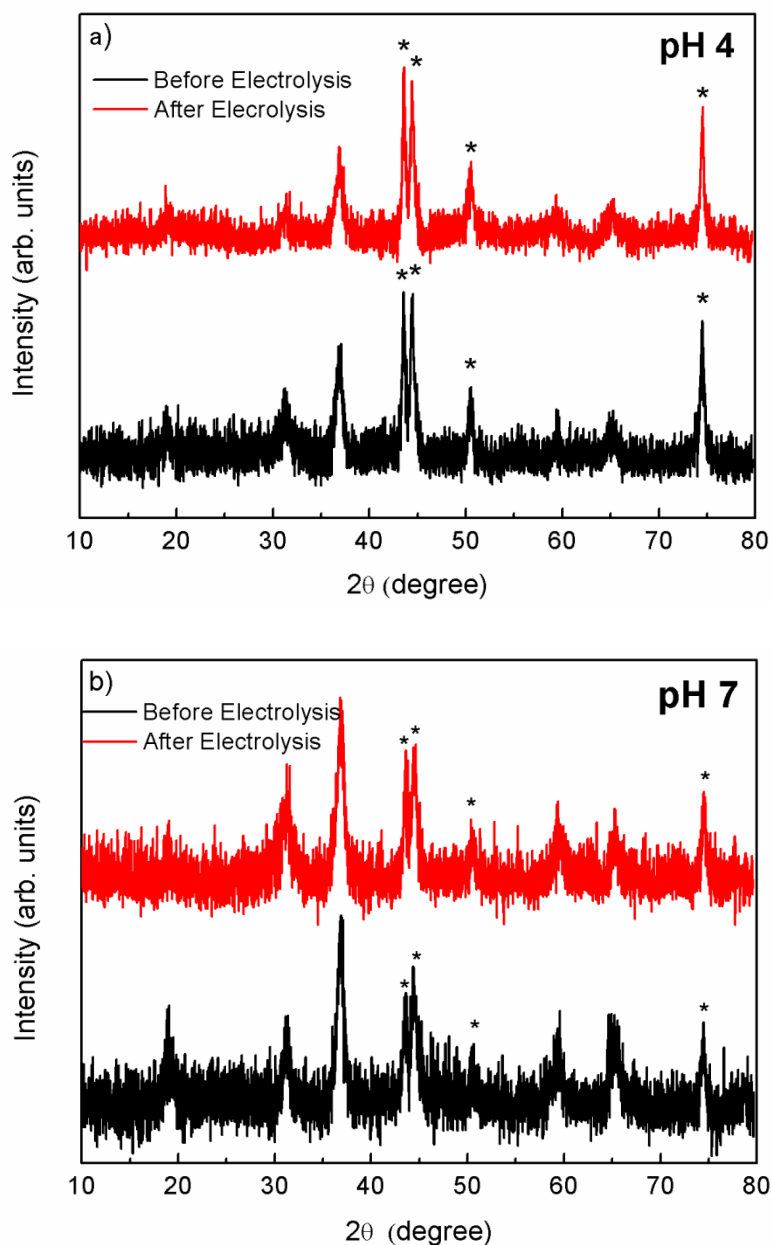 a)
pH 4
Before Electrolysis
After Elecrolysis
* * * *
* * * *
Intensity (arb. units)
10 20 30 40 50 60 70 80
2θ (degree)
b)
pH 7
Before Electrolysis
After Electrolysis
* * * *
* * * *
Intensity (arb. units)
10 20 30 40 50 60 70 80
2θ (degree)